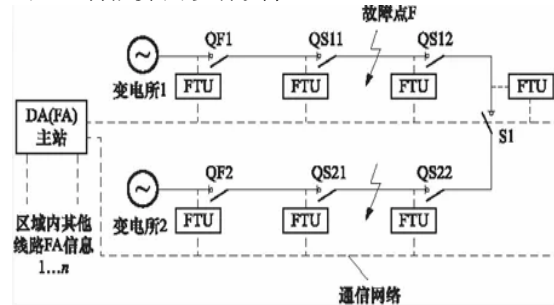 故障点F
QF1 QS11 QS12
FTU FTU FTU FTU
变电所1
DA(FA)
主站
S1
QF2 QS21 QS22
区域内其他
线路FA信息
1…n
变电所2
FTU FTU FTU
通信网络